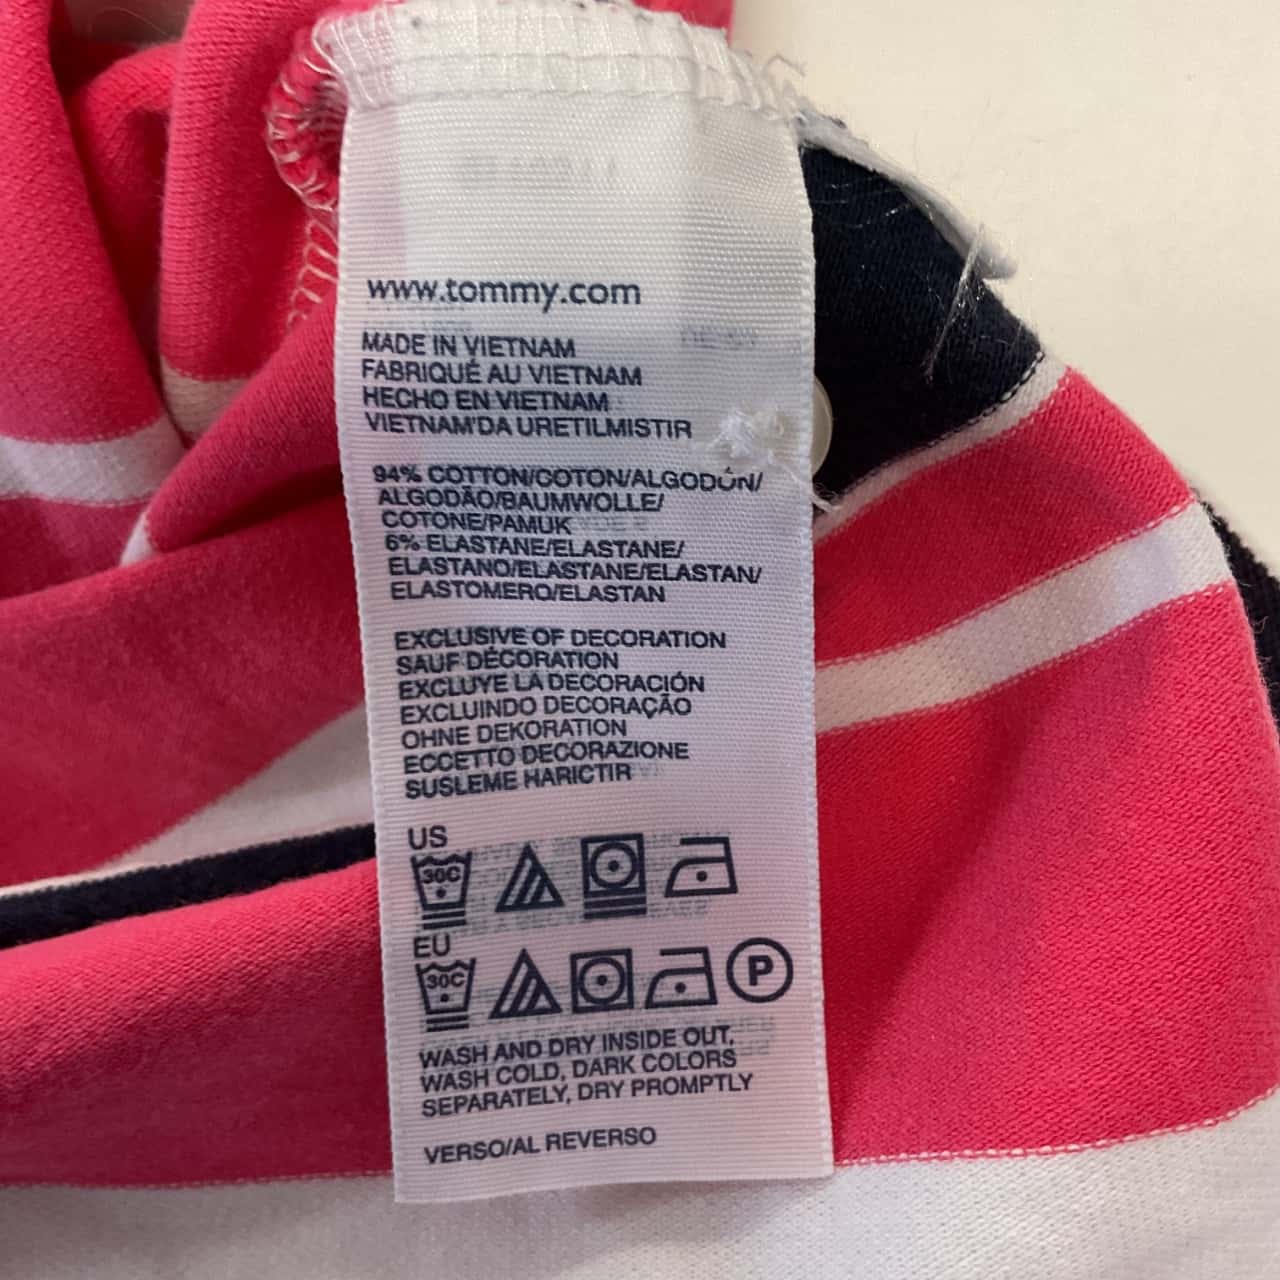 www.tommy.com
MADE IN VIETNAM
FABRIQUÉ AU VIETNAM
HECHO EN VIETNAM
VIETNAM'DA URETILMISTIR
94% COTTON/COTON/ALGODÓN/
ALGODÃO/BAUMWOLLE/
COTONE/PAMUK
6% ELASTANE/ELASTANE/
ELASTANO/ELASTANE/ELASTAN/
ELASTOMERO/ELASTAN
EXCLUSIVE OF DECORATION
SAUF DÉCORATION
EXCLUYE LA DECORACIÓN
EXCLUINDO DECORAÇÃO
OHNE DEKORATION
ECCETTO DECORAZIONE
SUSLEME HARICTIR
US
30C
EU
30C P
WASH AND DRY INSIDE OUT,
WASH COLD, DARK COLORS
SEPARATELY, DRY PROMPTLY
VERSO/AL REVERSO